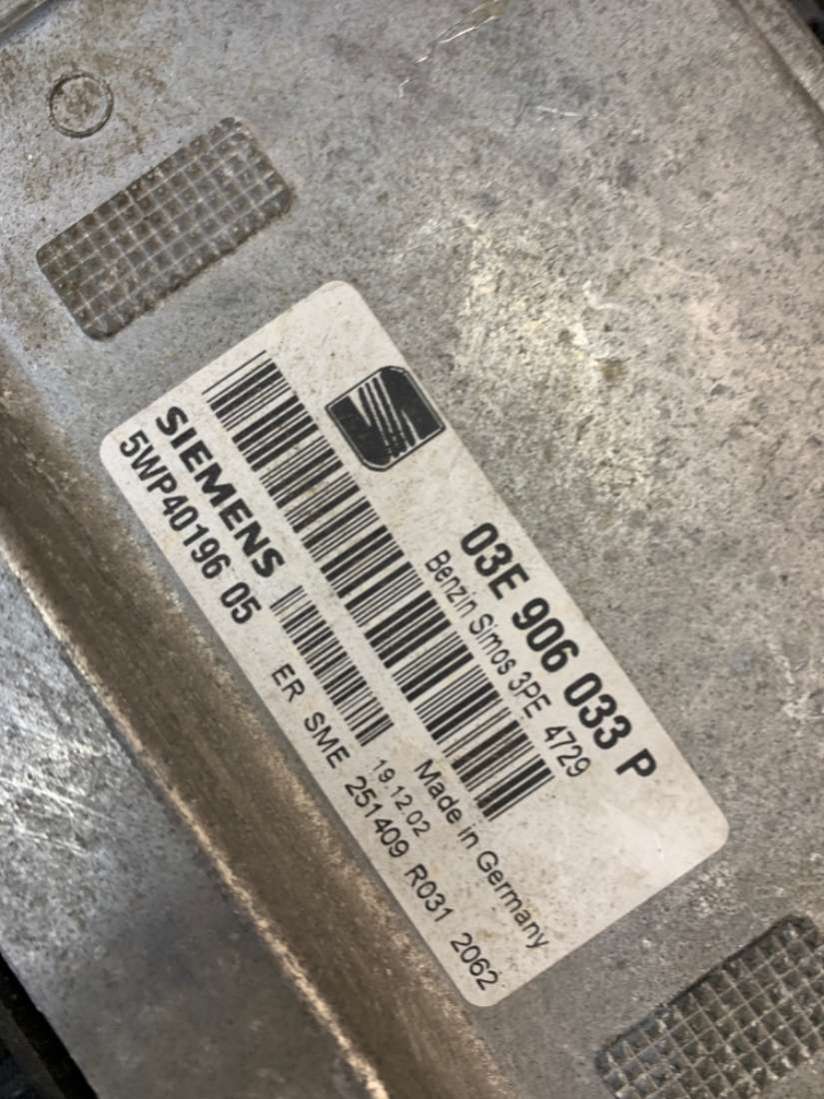 03E 906 033 P
Benzin Simos 3PE 4729
SIEMENS
5WP40196 05
Made in Germany
19.12.02
ER SME 251409 R031 2062